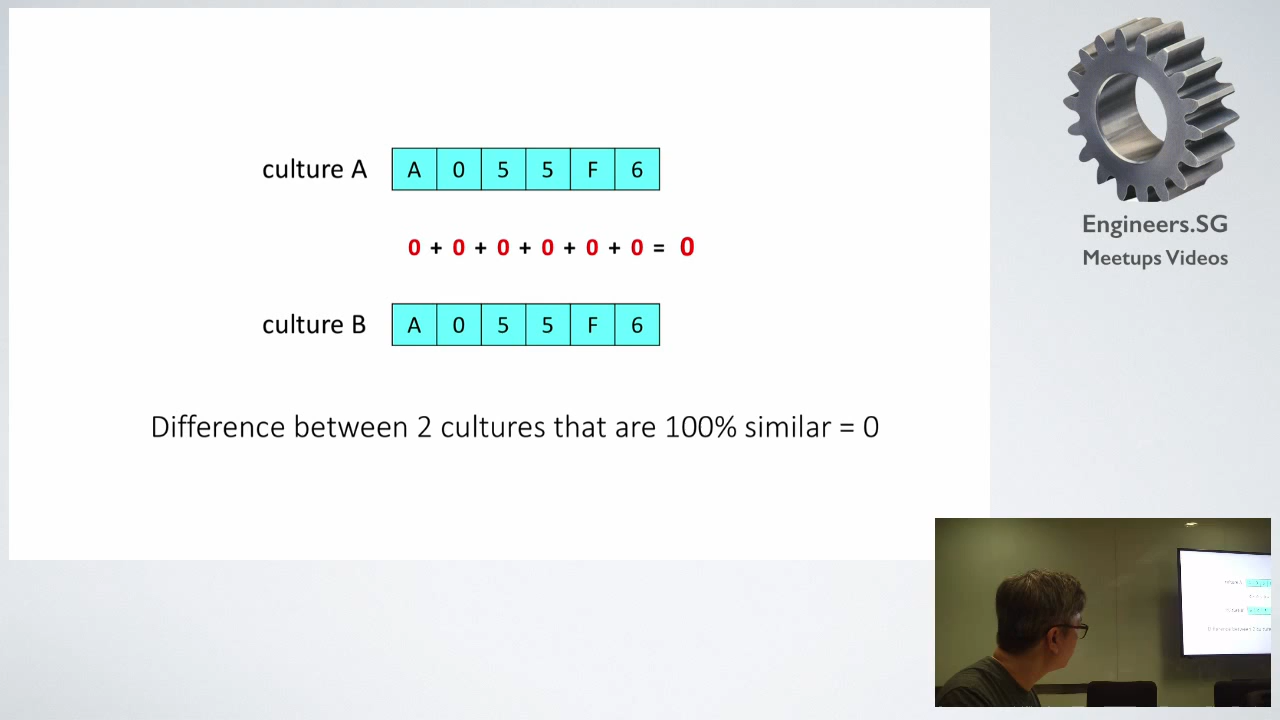 culture A A 0 5 5 F 6
0 + 0 + 0 + 0 + 0 + 0 = 0
culture B A 0 5 5 F 6
Difference between 2 cultures that are 100% similar = 0
Engineers.SG
Meetups Videos